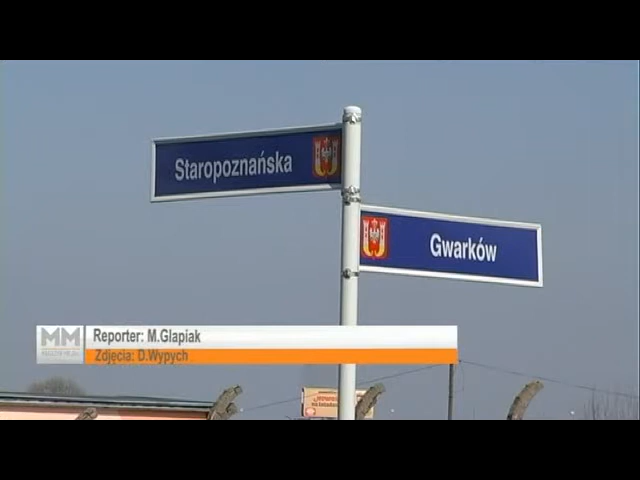 Staropoznańska
Gwarków
MM
Reporter: M.Glapiak
Zdjęcia: D.Wypych